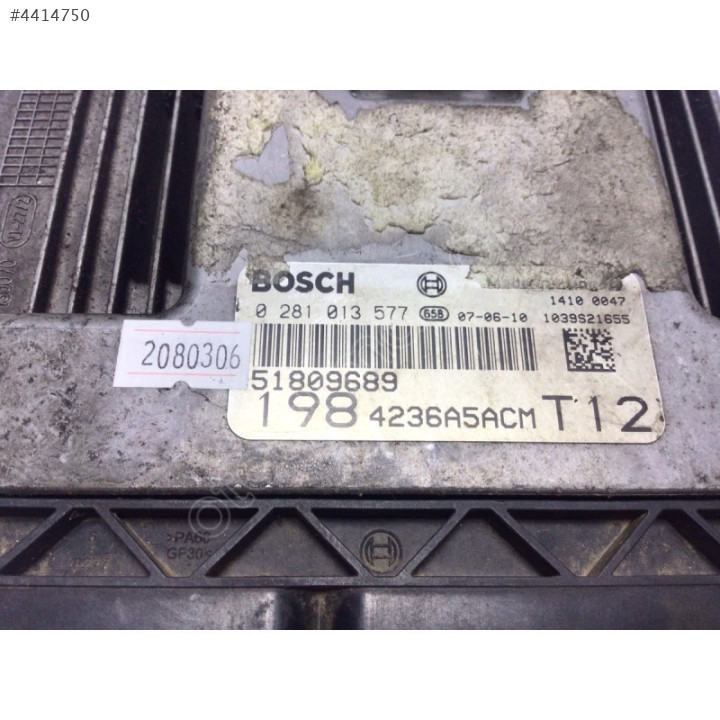 #4414750
BOSCH
1410 0047
0 281 013 577 658 07-06-10 1039S21655
2080306
51809689
198 4236A5ACM T12
>PA66
GF30<